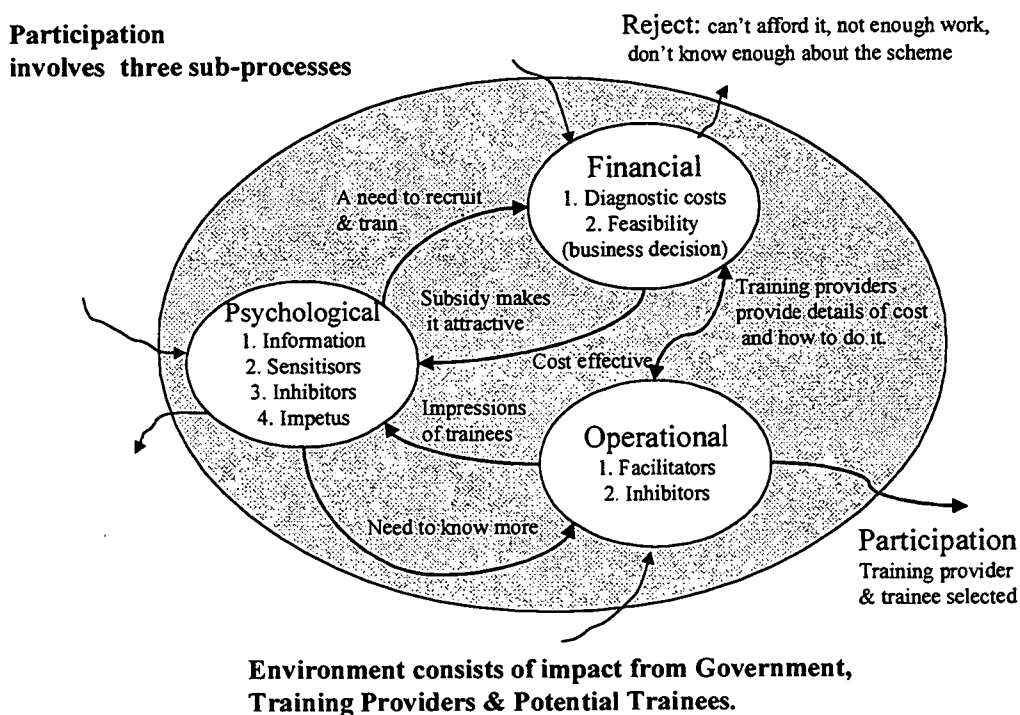 Participation
involves three sub-processes
Reject: can't afford it, not enough work,
don't know enough about the scheme
Financial
1. Diagnostic costs
2. Feasibility
(business decision)
A need to recruit
& train
Subsidy makes
it attractive
Training providers
provide details of cost
and how to do it.
Psychological
1. Information
2. Sensitisors
3. Inhibitors
4. Impetus
Cost effective
Impressions
of trainees
Operational
1. Facilitators
2. Inhibitors
Need to know more
Participation
Training provider
& trainee selected
Environment consists of impact from Government,
Training Providers & Potential Trainees.